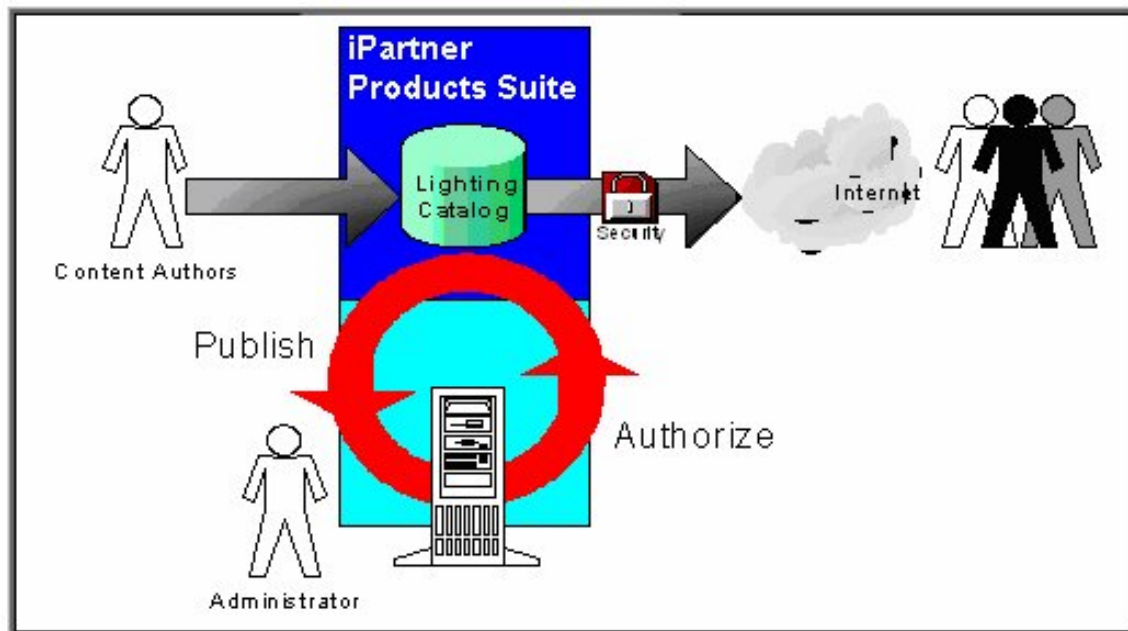 iPartner
Products Suite
Lighting
Catalog
Security
Internet
Content Authors
Publish
Authorize
Administrator